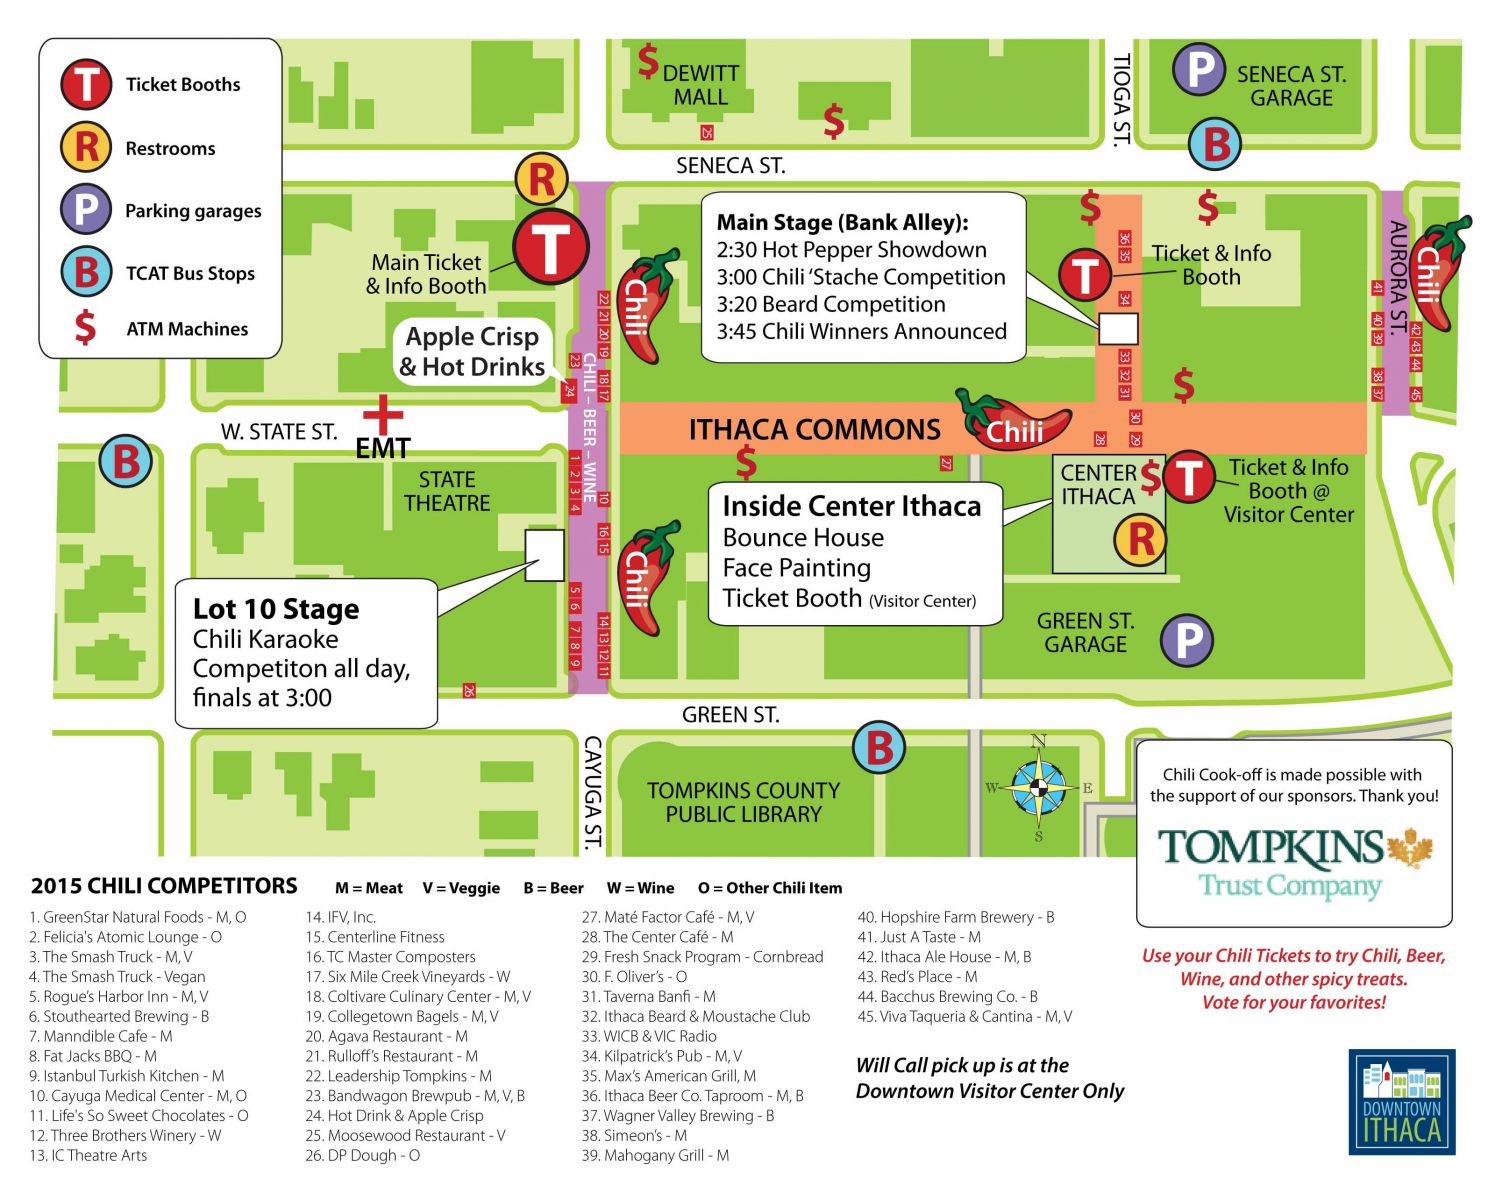 T Ticket Booths
R Restrooms
P Parking garages
B TCAT Bus Stops
$ ATM Machines
$
DEWITT
MALL
25
$
TIOGA ST.
P
SENECA ST.
GARAGE
B
SENECA ST.
R
T
Main Ticket
& Info Booth
Apple Crisp
& Hot Drinks
Main Stage (Bank Alley):
2:30 Hot Pepper Showdown
3:00 Chili ‘Stache Competition
3:20 Beard Competition
3:45 Chili Winners Announced
$
$
36
35
T
Ticket & Info
Booth
34
33
32
31
$
AURORA ST.
Chili
41
40
39
38
37
42
43
44
45
Chili
22
21
20
19
18
17
23
24
CHILI – BEER – WINE
EMT
W. STATE ST.
B
STATE
THEATRE
ITHACA COMMONS
Chili
30
29
28
27
$
CENTER
ITHACA
$
T
R
Ticket & Info
Booth @
Visitor Center
Inside Center Ithaca
Bounce House
Face Painting
Ticket Booth (Visitor Center)
1
2
3
4
10
16
15
5
6
7
8
9
14
13
12
11
Chili
Lot 10 Stage
Chili Karaoke
Competiton all day,
finals at 3:00
26
GREEN ST.
GARAGE
P
GREEN ST.
CAYUGA ST.
TOMPKINS COUNTY
PUBLIC LIBRARY
B
N
W
E
S
Chili Cook-off is made possible with
the support of our sponsors. Thank you!
TOMPKINS
Trust Company
2015 CHILI COMPETITORS M = Meat V = Veggie B = Beer W = Wine O = Other Chili Item
1. GreenStar Natural Foods - M, O
2. Felicia's Atomic Lounge - O
3. The Smash Truck - M, V
4. The Smash Truck - Vegan
5. Rogue’s Harbor Inn - M, V
6. Stouthearted Brewing - B
7. Manndible Cafe - M
8. Fat Jacks BBQ - M
9. Istanbul Turkish Kitchen - M
10. Cayuga Medical Center - M, O
11. Life's So Sweet Chocolates - O
12. Three Brothers Winery - W
13. IC Theatre Arts
14. IFV, Inc.
15. Centerline Fitness
16. TC Master Composters
17. Six Mile Creek Vineyards - W
18. Coltivare Culinary Center - M, V
19. Collegetown Bagels - M, V
20. Agava Restaurant - M
21. Rulloff’s Restaurant - M
22. Leadership Tompkins - M
23. Bandwagon Brewpub - M, V, B
24. Hot Drink & Apple Crisp
25. Moosewood Restaurant - V
26. DP Dough - O
27. Maté Factor Café - M, V
28. The Center Café - M
29. Fresh Snack Program - Cornbread
30. F. Oliver’s - O
31. Taverna Banfi - M
32. Ithaca Beard & Moustache Club
33. WICB & VIC Radio
34. Kilpatrick’s Pub - M, V
35. Max’s American Grill, M
36. Ithaca Beer Co. Taproom - M, B
37. Wagner Valley Brewing - B
38. Simeon’s - M
39. Mahogany Grill - M
40. Hopshire Farm Brewery - B
41. Just A Taste - M
42. Ithaca Ale House - M, B
43. Red’s Place - M
44. Bacchus Brewing Co. - B
45. Viva Taqueria & Cantina - M, V
Will Call pick up is at the
Downtown Visitor Center Only
Use your Chili Tickets to try Chili, Beer,
Wine, and other spicy treats.
Vote for your favorites!
DOWNTOWN
ITHACA